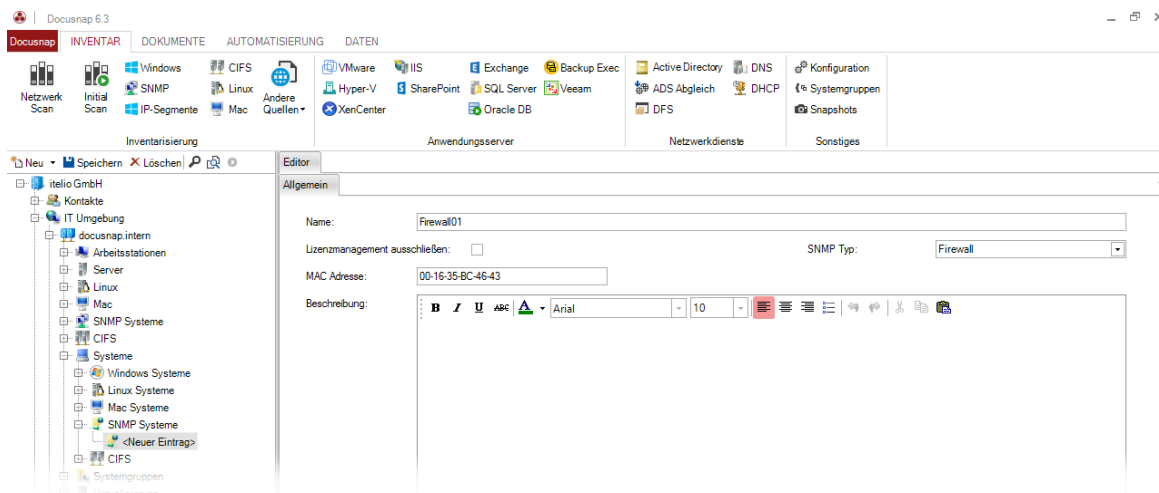 Docusnap 6.3
Docusnap INVENTAR DOKUMENTE AUTOMATISIERUNG DATEN
Windows CIFS VMware IIS Exchange Backup Exec Active Directory DNS Konfiguration
SNMP Linux Hyper-V SharePoint SQL Server Veeam ADS Abgleich DHCP Systemgruppen
IP-Segmente Mac XenCenter Oracle DB DFS Snapshots
Netzwerk Scan Initial Scan Andere Quellen
Inventarisierung Anwendungsserver Netzwerkdienste Sonstiges
Neu Speichern Löschen Editor
Allgemein
itelio GmbH
Kontakte
IT Umgebung
docusnap.intern
Arbeitsstationen
Server
Linux
Mac
SNMP Systeme
CIFS
Systeme
Windows Systeme
Linux Systeme
Mac Systeme
SNMP Systeme
<Neuer Eintrag>
CIFS
Systemgruppen
Name: Firewall01
Lizenzmanagement ausschließen: SNMP Typ: Firewall
MAC Adresse: 00-16-35-BC-46-43
Beschreibung: B I U ABC A Arial 10